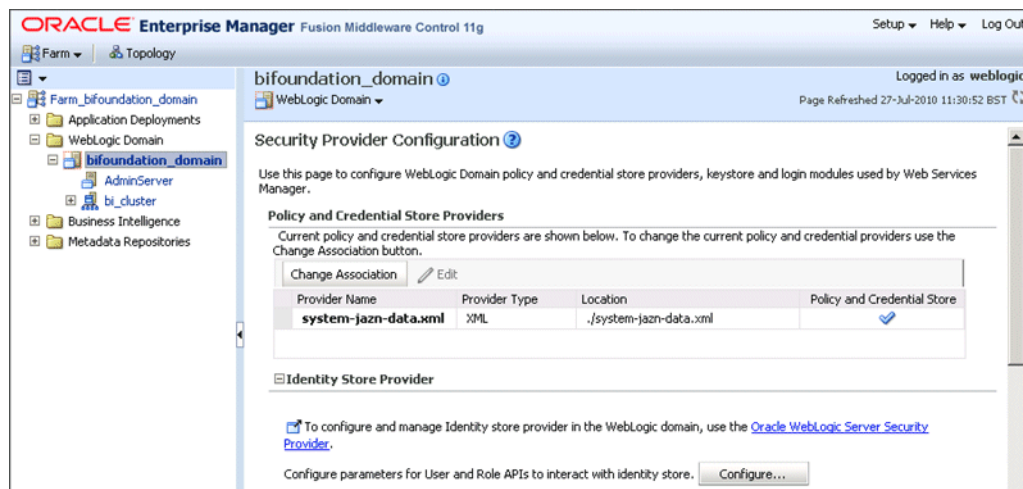 ORACLE Enterprise Manager Fusion Middleware Control 11g
Setup Help Log Out
Farm Topology
bifoundation_domain
Logged in as weblogic
WebLogic Domain
Page Refreshed 27-Jul-2010 11:30:52 BST
Farm_bifoundation_domain
Application Deployments
WebLogic Domain
bifoundation_domain
AdminServer
bi_cluster
Business Intelligence
Metadata Repositories
Security Provider Configuration
Use this page to configure WebLogic Domain policy and credential store providers, keystore and login modules used by Web Services
Manager.
Policy and Credential Store Providers
Current policy and credential store providers are shown below. To change the current policy and credential providers use the
Change Association button.
Change Association Edit
Provider Name Provider Type Location Policy and Credential Store
system-jazn-data.xml XML ./system-jazn-data.xml
Identity Store Provider
To configure and manage Identity store provider in the WebLogic domain, use the Oracle WebLogic Server Security
Provider.
Configure parameters for User and Role APIs to interact with identity store. Configure...